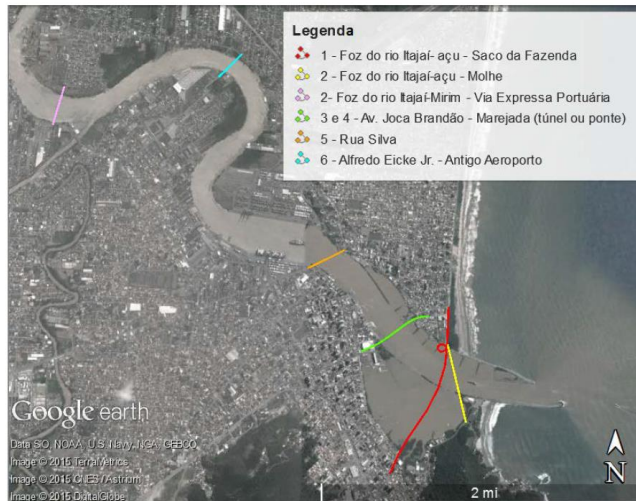 Legenda
1 - Foz do rio Itajaí- açu - Saco da Fazenda
2 - Foz do rio Itajaí-açu - Molhe
2- Foz do rio Itajaí-Mirim - Via Expressa Portuária
3 e 4 - Av. Joca Brandão - Marejada (túnel ou ponte)
5 - Rua Silva
6 - Alfredo Eicke Jr. - Antigo Aeroporto
Google earth
Data SIO, NOAA, U.S. Navy, NGA, GEBCO
Image © 2015 TerraMetrics
Image © 2015 CNES / Astrium
Image © 2015 DigitalGlobe
2 mi
N